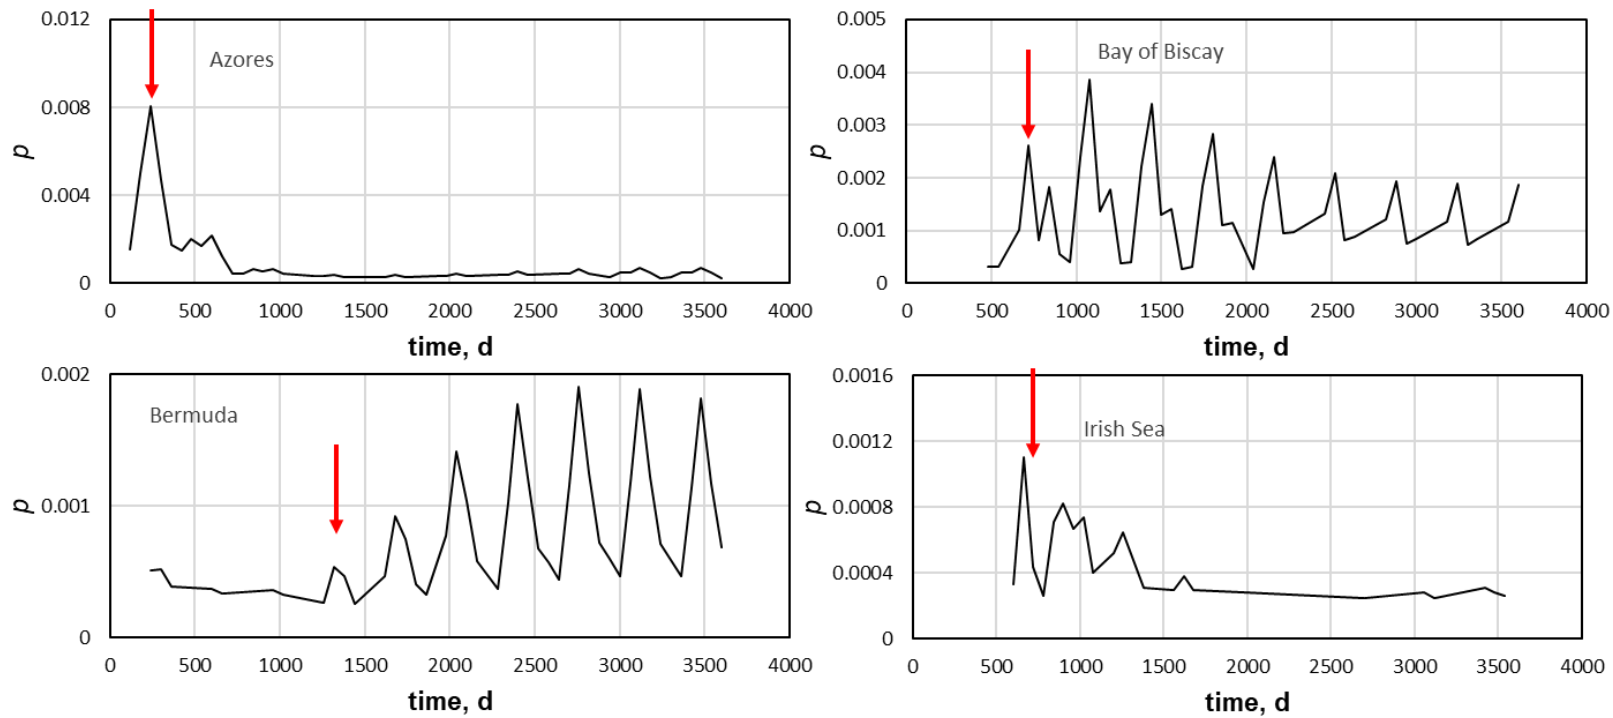 0.012
0.008
0.004
0
p
Azores
0 500 1000 1500 2000 2500 3000 3500 4000
time, d
0.005
0.004
0.003
0.002
0.001
0
p
Bay of Biscay
0 500 1000 1500 2000 2500 3000 3500 4000
time, d
0.002
0.001
0
p
Bermuda
0 500 1000 1500 2000 2500 3000 3500 4000
time, d
0.0016
0.0012
0.0008
0.0004
0
p
Irish Sea
0 500 1000 1500 2000 2500 3000 3500 4000
time, d